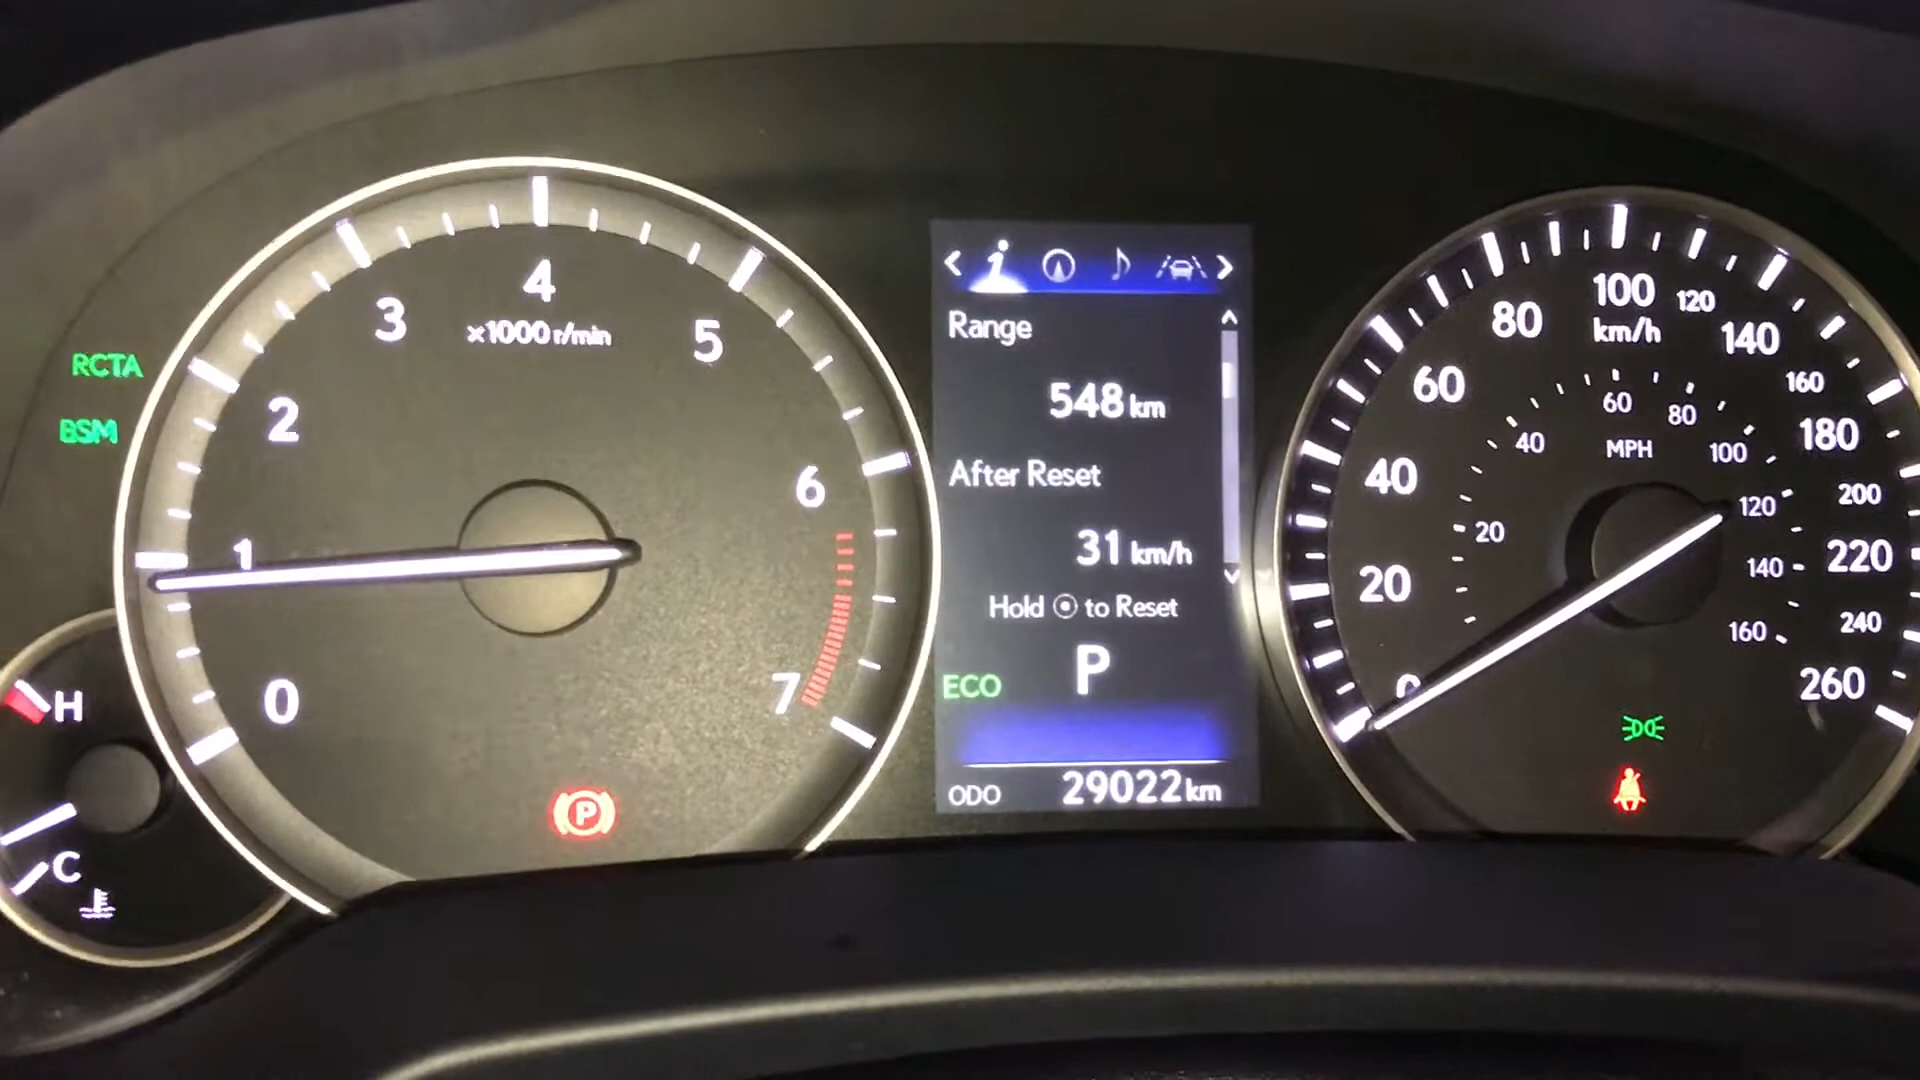 RCTA
BSM
0
1
2
3
4
5
6
7
×1000 r/min
H
C
P
Range
548 km
After Reset
31 km/h
Hold to Reset
P
ECO
ODO 29022 km
0
20
40
60
80
100
120
140
160
180
200
220
240
260
km/h
20
40
60
80
100
120
140
160
MPH